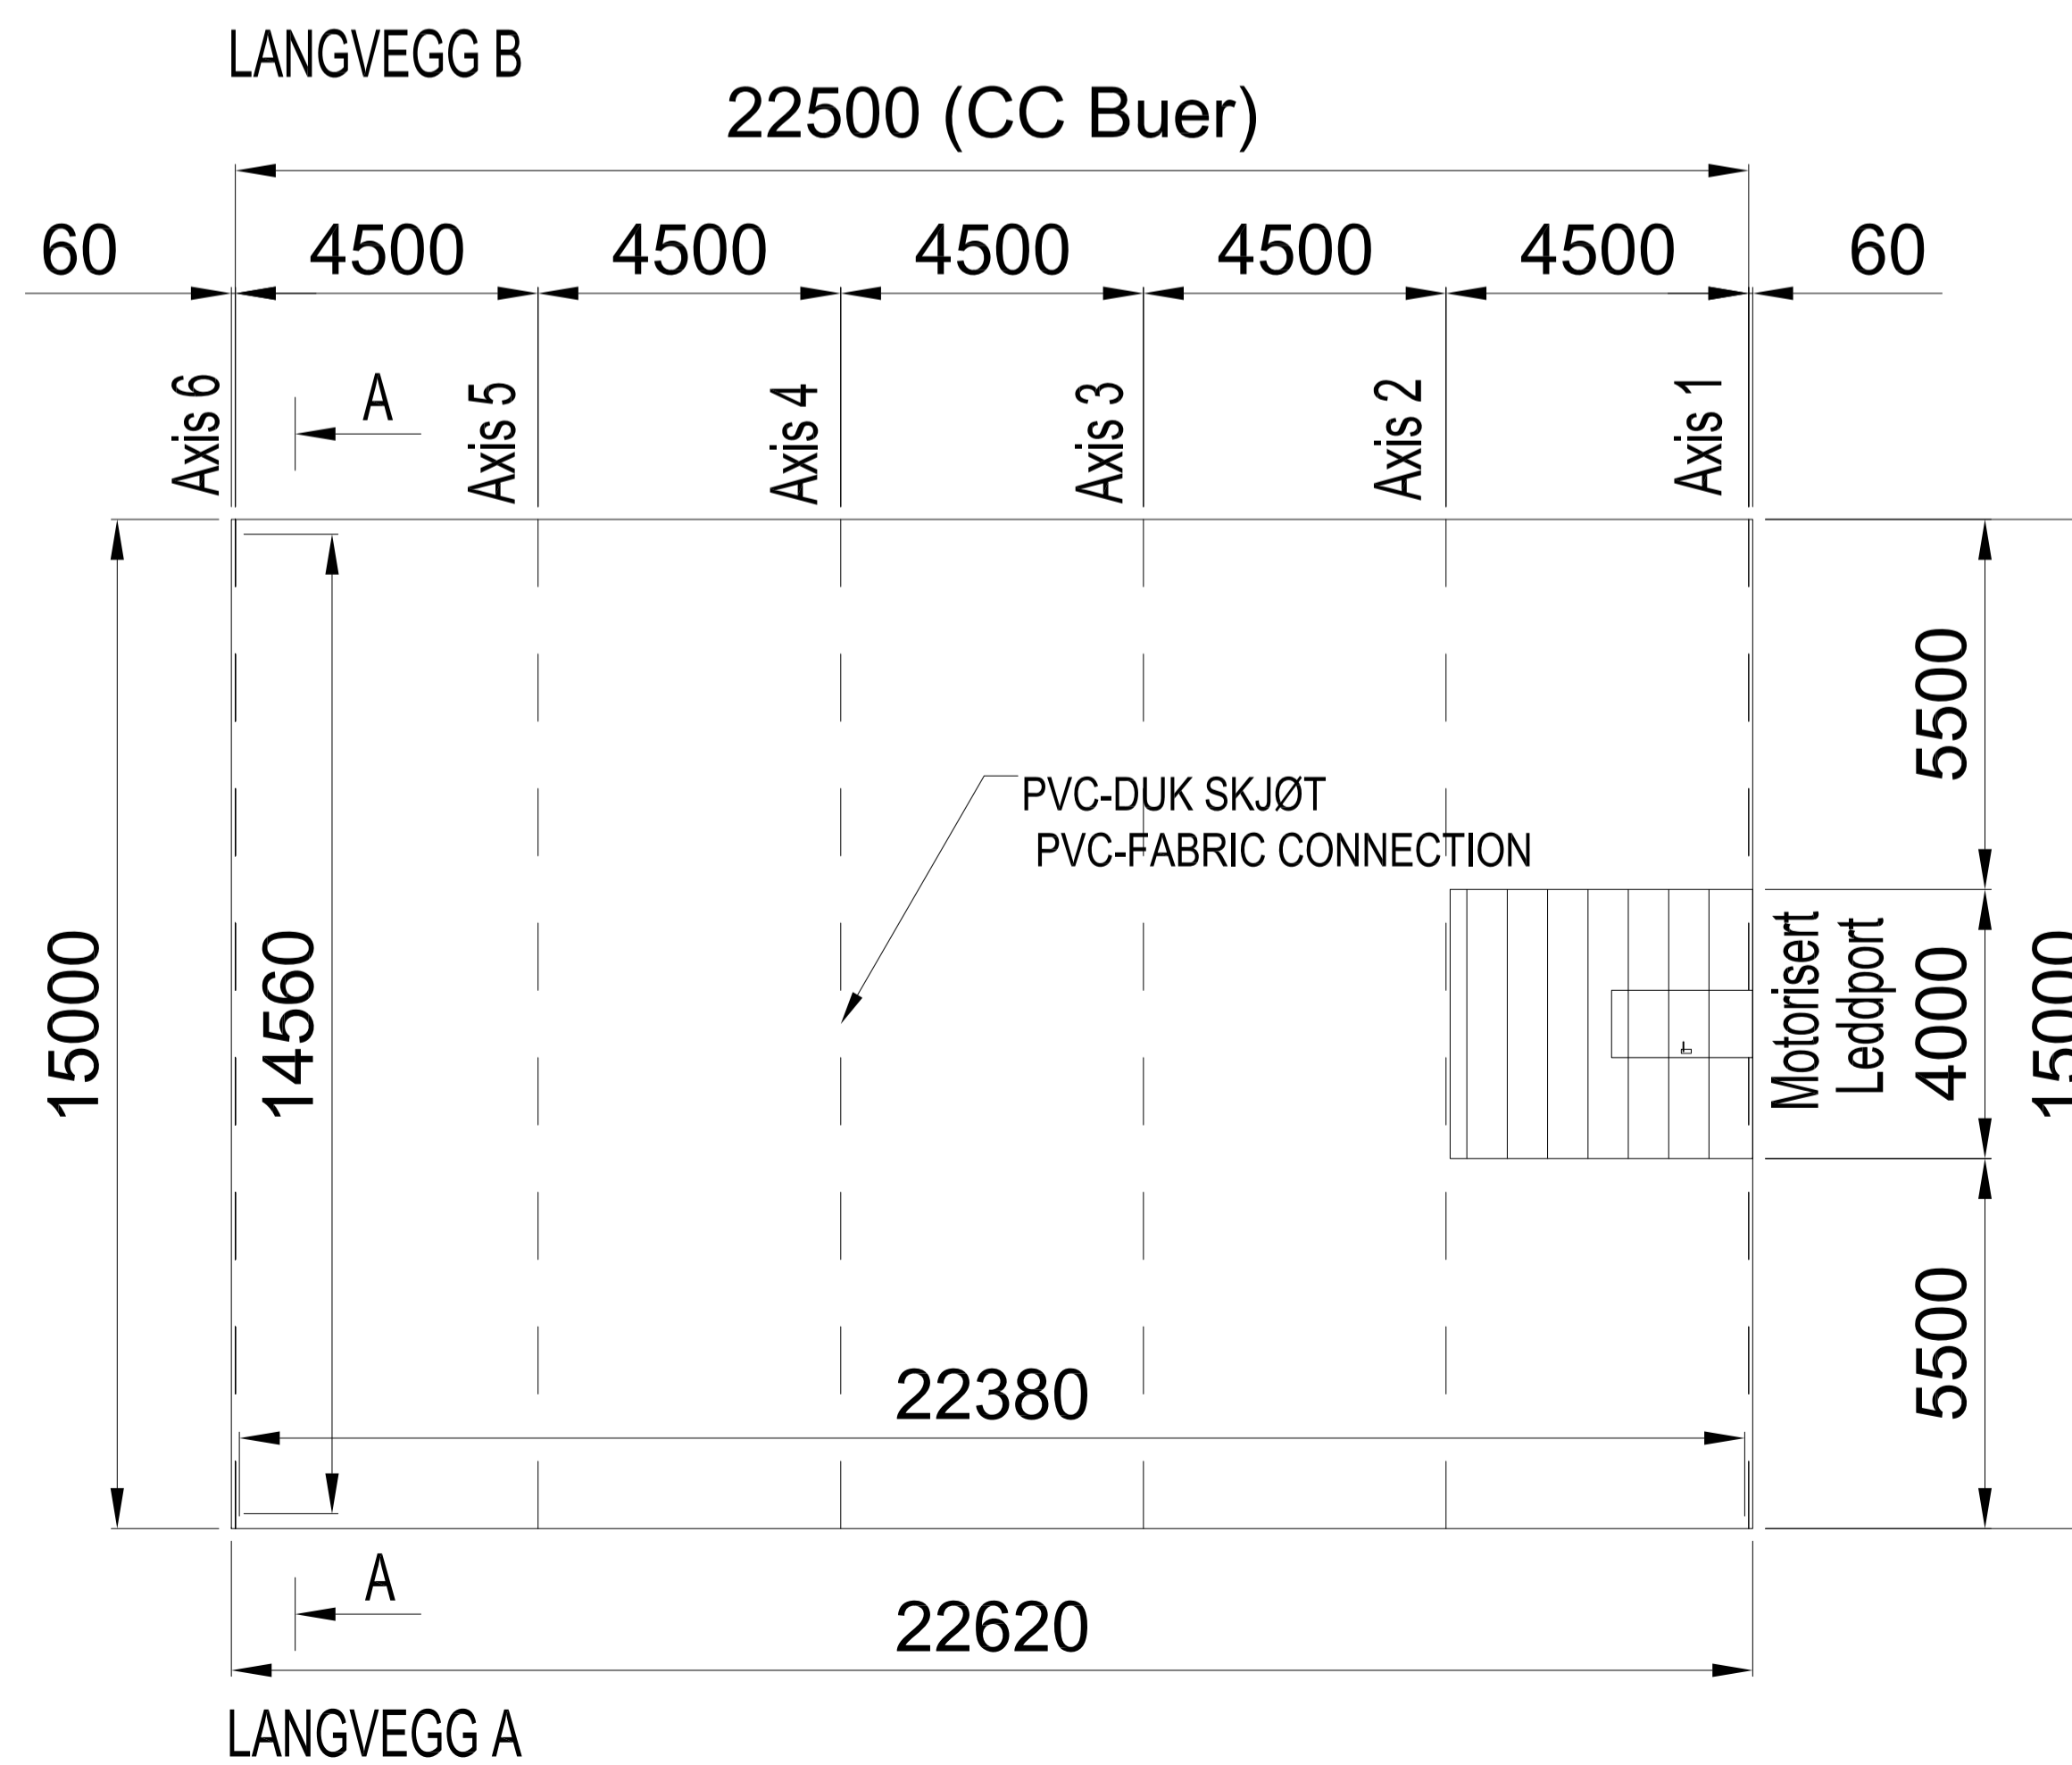 LANGVEGG B
22500 (CC Buer)
60 4500 4500 4500 4500 4500 60
Axis 6
A
Axis 5
Axis 4
Axis 3
Axis 2
Axis 1
PVC-DUK SKJØT
PVC-FABRIC CONNECTION
15000
14560
5500
Motorisert
Leddport
4000
15000
5500
22380
A
22620
LANGVEGG A